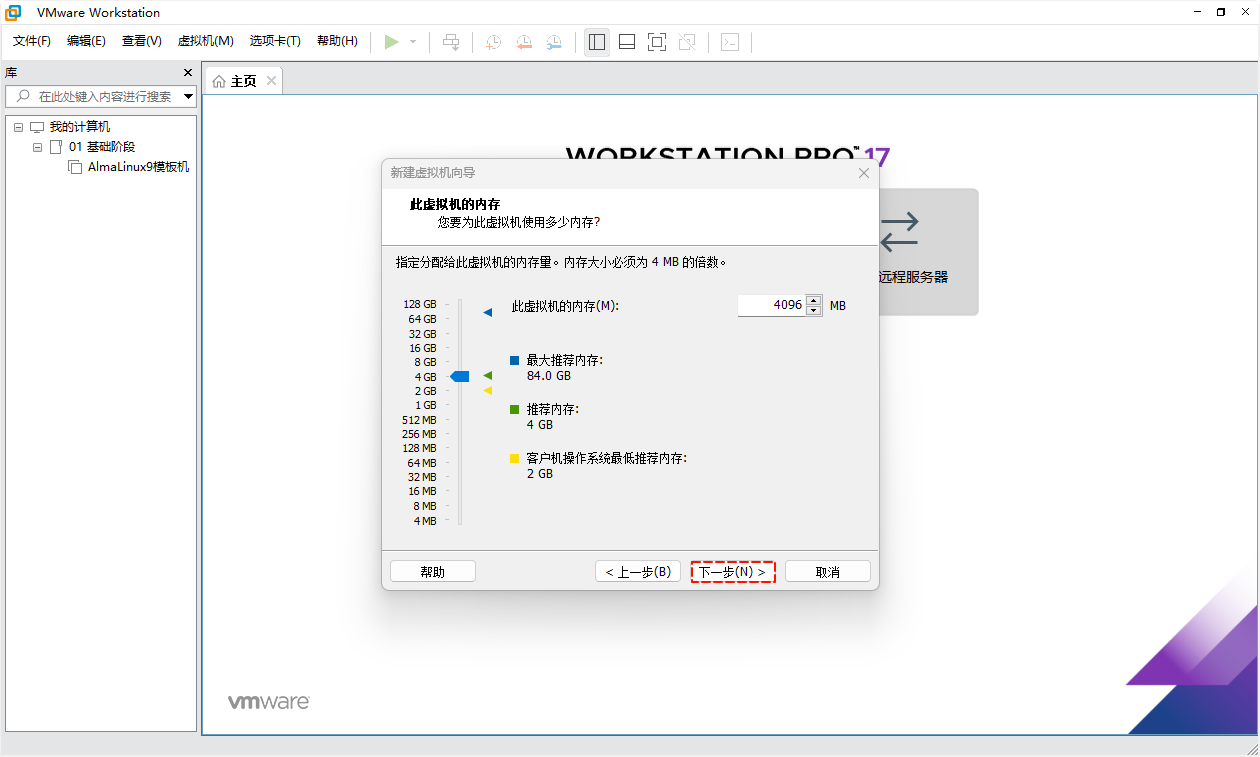 VMware Workstation
文件(F) 编辑(E) 查看(V) 虚拟机(M) 选项卡(T) 帮助(H)
库
在此处键入内容进行搜索
我的计算机
01 基础阶段
AlmaLinux9模板机
主页
WORKSTATION PRO™ 17
远程服务器
新建虚拟机向导
此虚拟机的内存
您要为此虚拟机使用多少内存?
指定分配给此虚拟机的内存量。内存大小必须为 4 MB 的倍数。
128 GB
64 GB
32 GB
16 GB
8 GB
4 GB
2 GB
1 GB
512 MB
256 MB
128 MB
64 MB
32 MB
16 MB
8 MB
4 MB
此虚拟机的内存(M): 4096 MB
最大推荐内存:
84.0 GB
推荐内存:
4 GB
客户机操作系统最低推荐内存:
2 GB
帮助 < 上一步(B) 下一步(N) > 取消
vmware